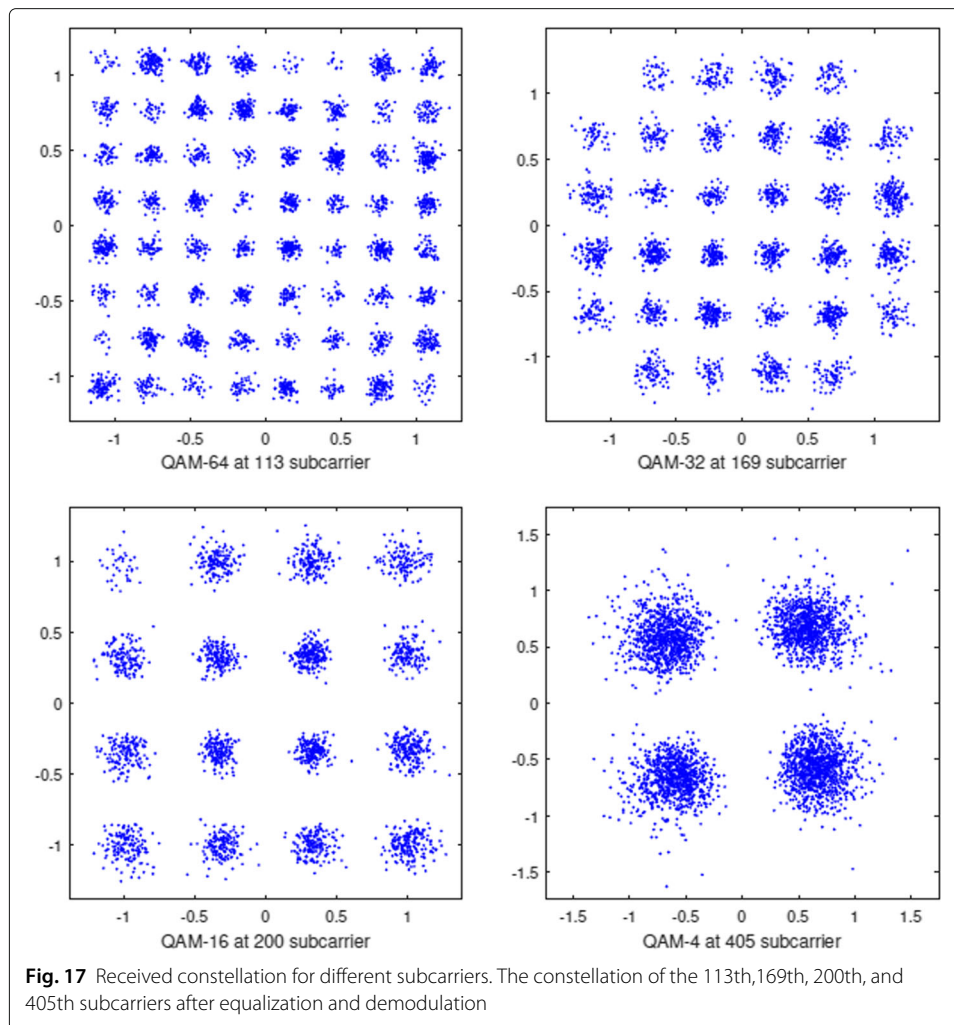 1
0.5
0
-0.5
-1
-1 -0.5 0 0.5 1
QAM-64 at 113 subcarrier
1
0.5
0
-0.5
-1
-1 -0.5 0 0.5 1
QAM-32 at 169 subcarrier
1
0.5
0
-0.5
-1
-1 -0.5 0 0.5 1
QAM-16 at 200 subcarrier
1.5
1
0.5
0
-0.5
-1
-1.5
-1.5 -1 -0.5 0 0.5 1 1.5
QAM-4 at 405 subcarrier
Fig. 17 Received constellation for different subcarriers. The constellation of the 113th,169th, 200th, and
405th subcarriers after equalization and demodulation